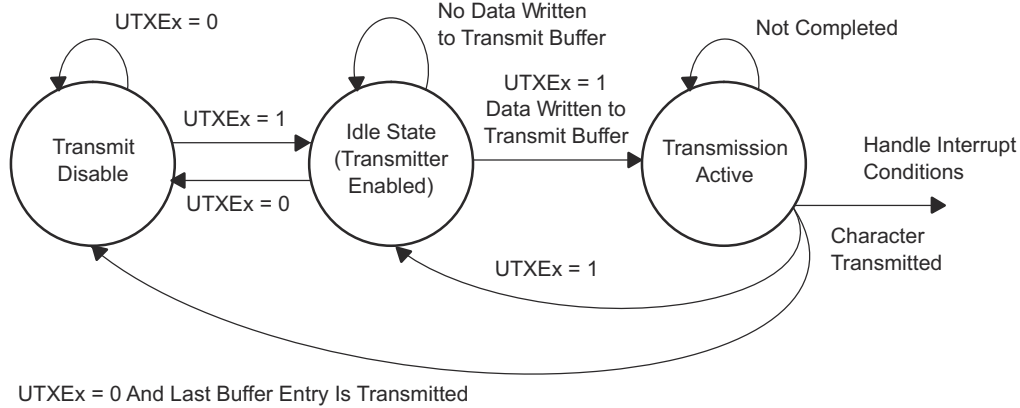 UTXEx = 0
No Data Written
to Transmit Buffer
Not Completed
UTXEx = 1
Data Written to
Transmit Buffer
UTXEx = 1
Transmit
Disable
Idle State
(Transmitter
Enabled)
Transmission
Active
Handle Interrupt
Conditions
UTXEx = 0
Character
Transmitted
UTXEx = 1
UTXEx = 0 And Last Buffer Entry Is Transmitted